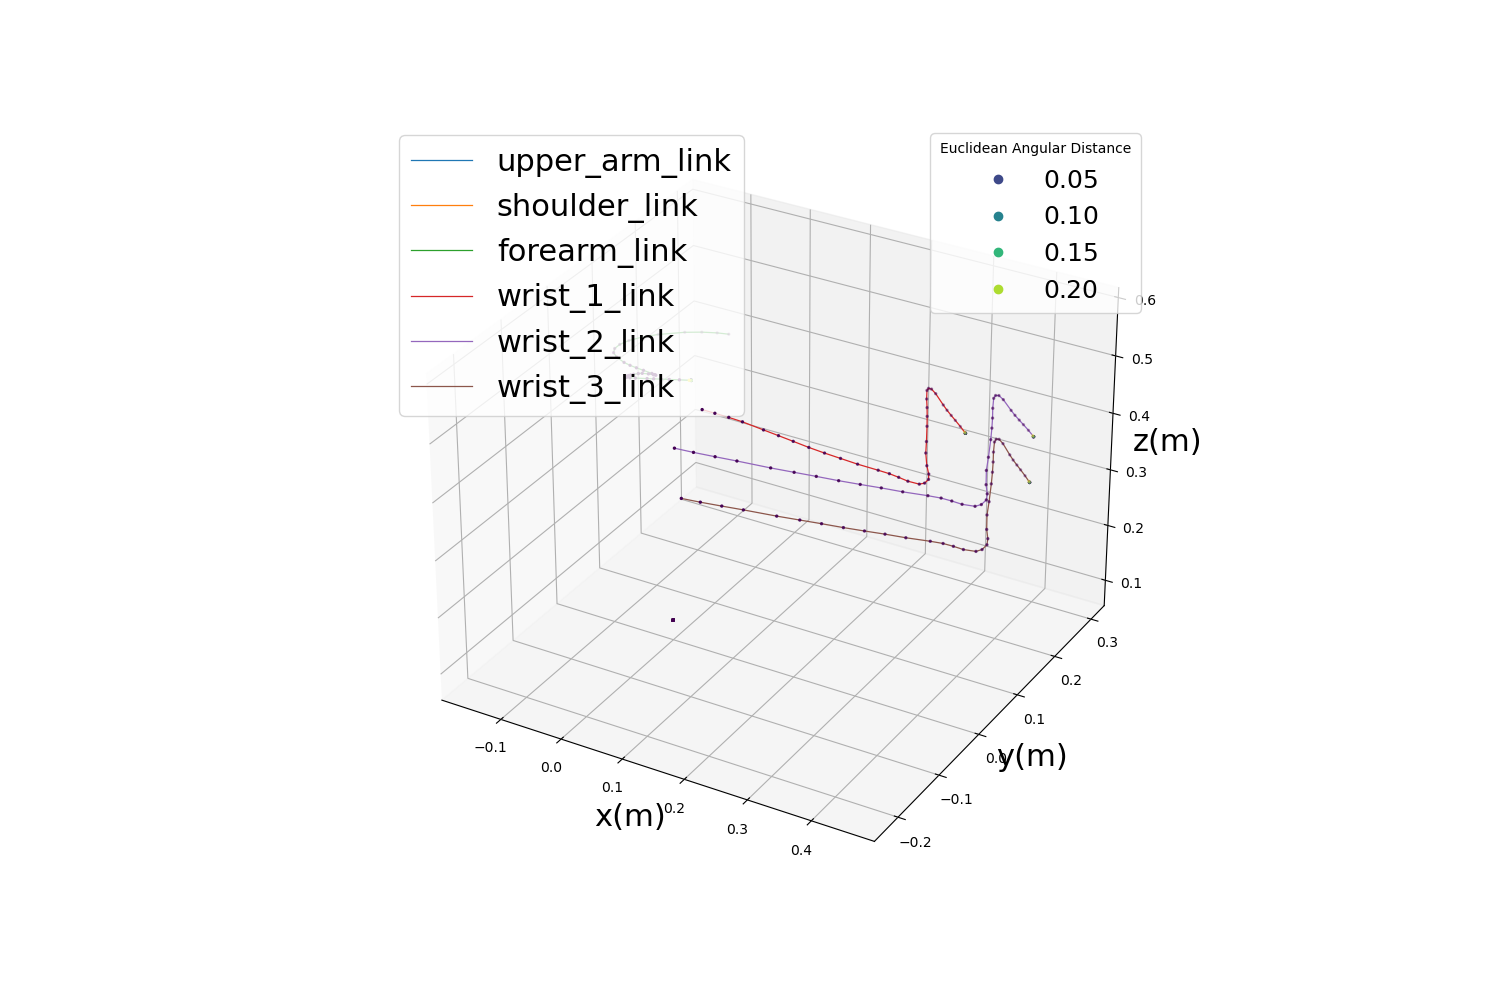 upper_arm_link
shoulder_link
forearm_link
wrist_1_link
wrist_2_link
wrist_3_link
Euclidean Angular Distance
0.05
0.10
0.15
0.20
0.6
0.5
0.4
z(m)
0.3
0.2
0.1
0.3
0.2
0.1
0.0
y(m)
−0.1
−0.2
−0.1
0.0
0.1
x(m)
0.2
0.3
0.4